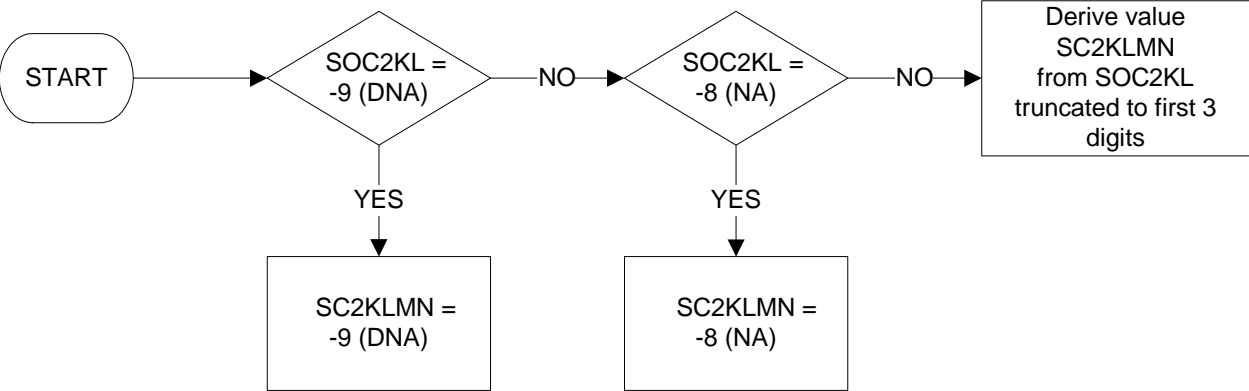 START
SOC2KL =
-9 (DNA)
NO
SOC2KL =
-8 (NA)
NO
Derive value
SC2KLMN
from SOC2KL
truncated to first 3
digits
YES
YES
SC2KLMN =
-9 (DNA)
SC2KLMN =
-8 (NA)